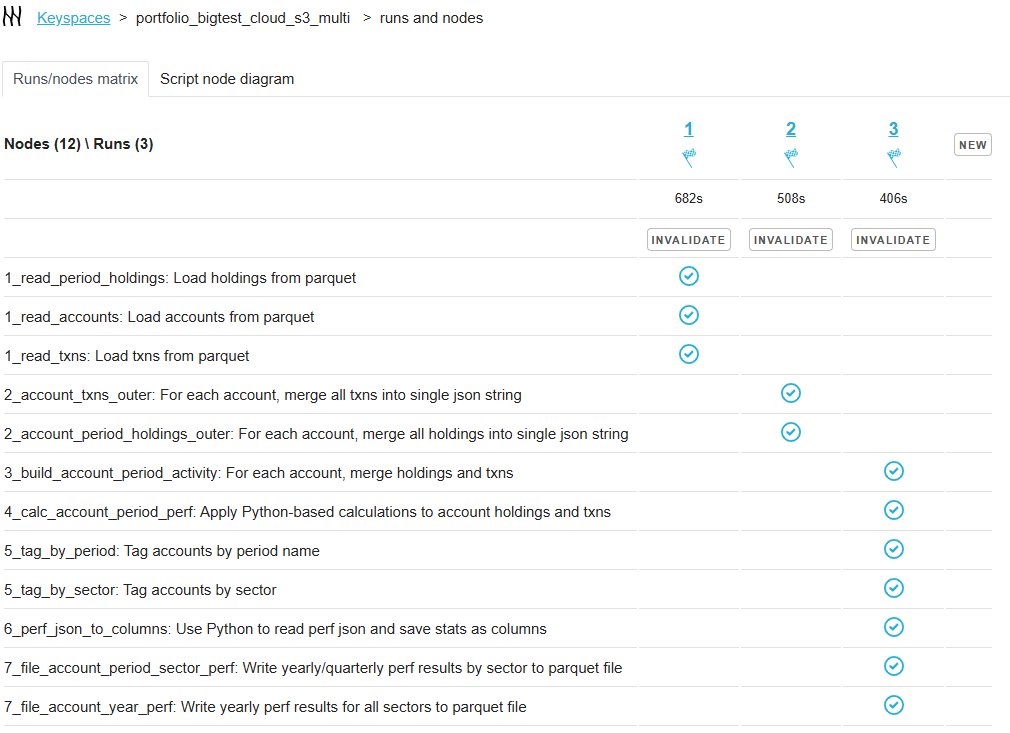 Keyspaces > portfolio_bigtest_cloud_s3_multi > runs and nodes
Runs/nodes matrix Script node diagram
Nodes (12) \ Runs (3) 1 2 3 NEW
682s 508s 406s
INVALIDATE INVALIDATE INVALIDATE
1_read_period_holdings: Load holdings from parquet
1_read_accounts: Load accounts from parquet
1_read_txns: Load txns from parquet
2_account_txns_outer: For each account, merge all txns into single json string
2_account_period_holdings_outer: For each account, merge all holdings into single json string
3_build_account_period_activity: For each account, merge holdings and txns
4_calc_account_period_perf: Apply Python-based calculations to account holdings and txns
5_tag_by_period: Tag accounts by period name
5_tag_by_sector: Tag accounts by sector
6_perf_json_to_columns: Use Python to read perf json and save stats as columns
7_file_account_period_sector_perf: Write yearly/quarterly perf results by sector to parquet file
7_file_account_year_perf: Write yearly perf results for all sectors to parquet file